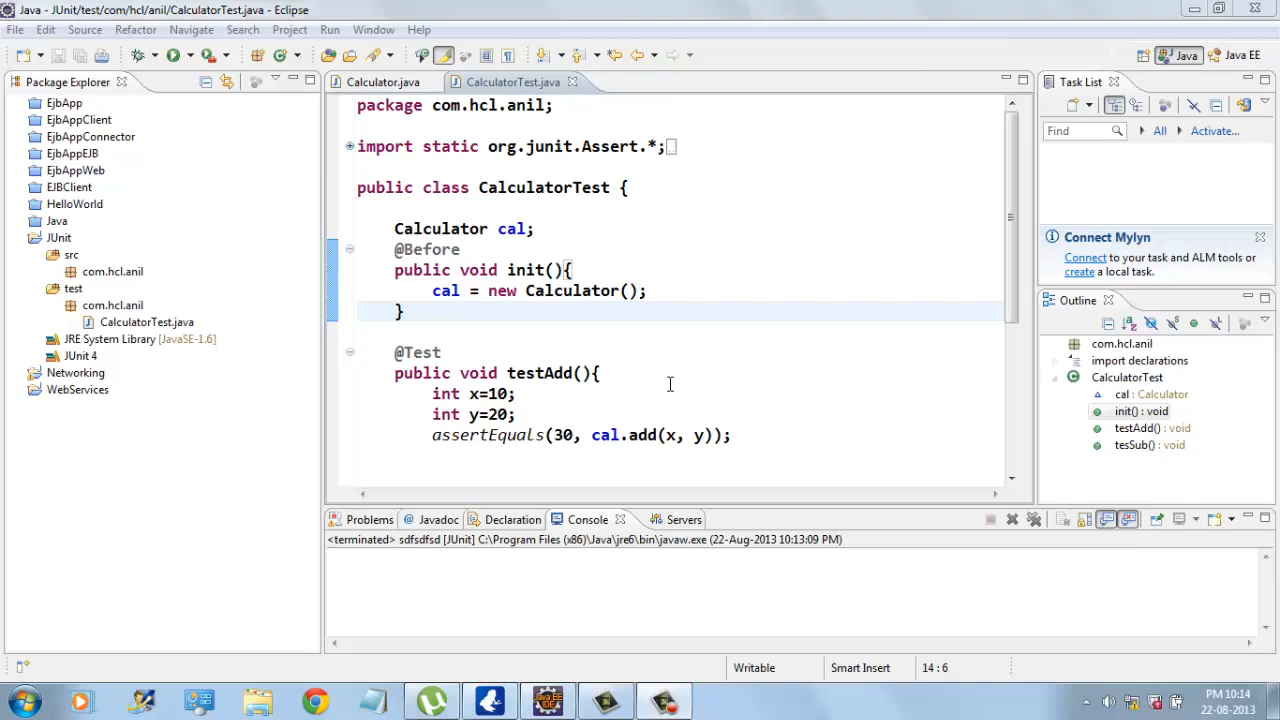 Java - JUnit/test/com/hcl/anil/CalculatorTest.java - Eclipse
File Edit Source Refactor Navigate Search Project Run Window Help
Java
Java EE
Package Explorer
EjbApp
EjbAppClient
EjbAppConnector
EjbAppEJB
EjbAppWeb
EJBClient
HelloWorld
Java
JUnit
src
com.hcl.anil
test
com.hcl.anil
CalculatorTest.java
JRE System Library [JavaSE-1.6]
JUnit 4
Networking
WebServices
Calculator.java
CalculatorTest.java
package com.hcl.anil;
import static org.junit.Assert.*;
public class CalculatorTest {
Calculator cal;
@Before
public void init(){
cal = new Calculator();
}
@Test
public void testAdd(){
int x=10;
int y=20;
assertEquals(30, cal.add(x, y));
Task List
Find
All
Activate...
Connect Mylyn
Connect to your task and ALM tools or
create a local task.
Outline
com.hcl.anil
import declarations
CalculatorTest
cal : Calculator
init() : void
testAdd() : void
tesSub() : void
Problems
@ Javadoc
Declaration
Console
Servers
<terminated> sdfsdfsd [JUnit] C:\Program Files (x86)\Java\jre6\bin\javaw.exe (22-Aug-2013 10:13:09 PM)
Writable
Smart Insert
14 : 6
PM 10:14
22-08-2013